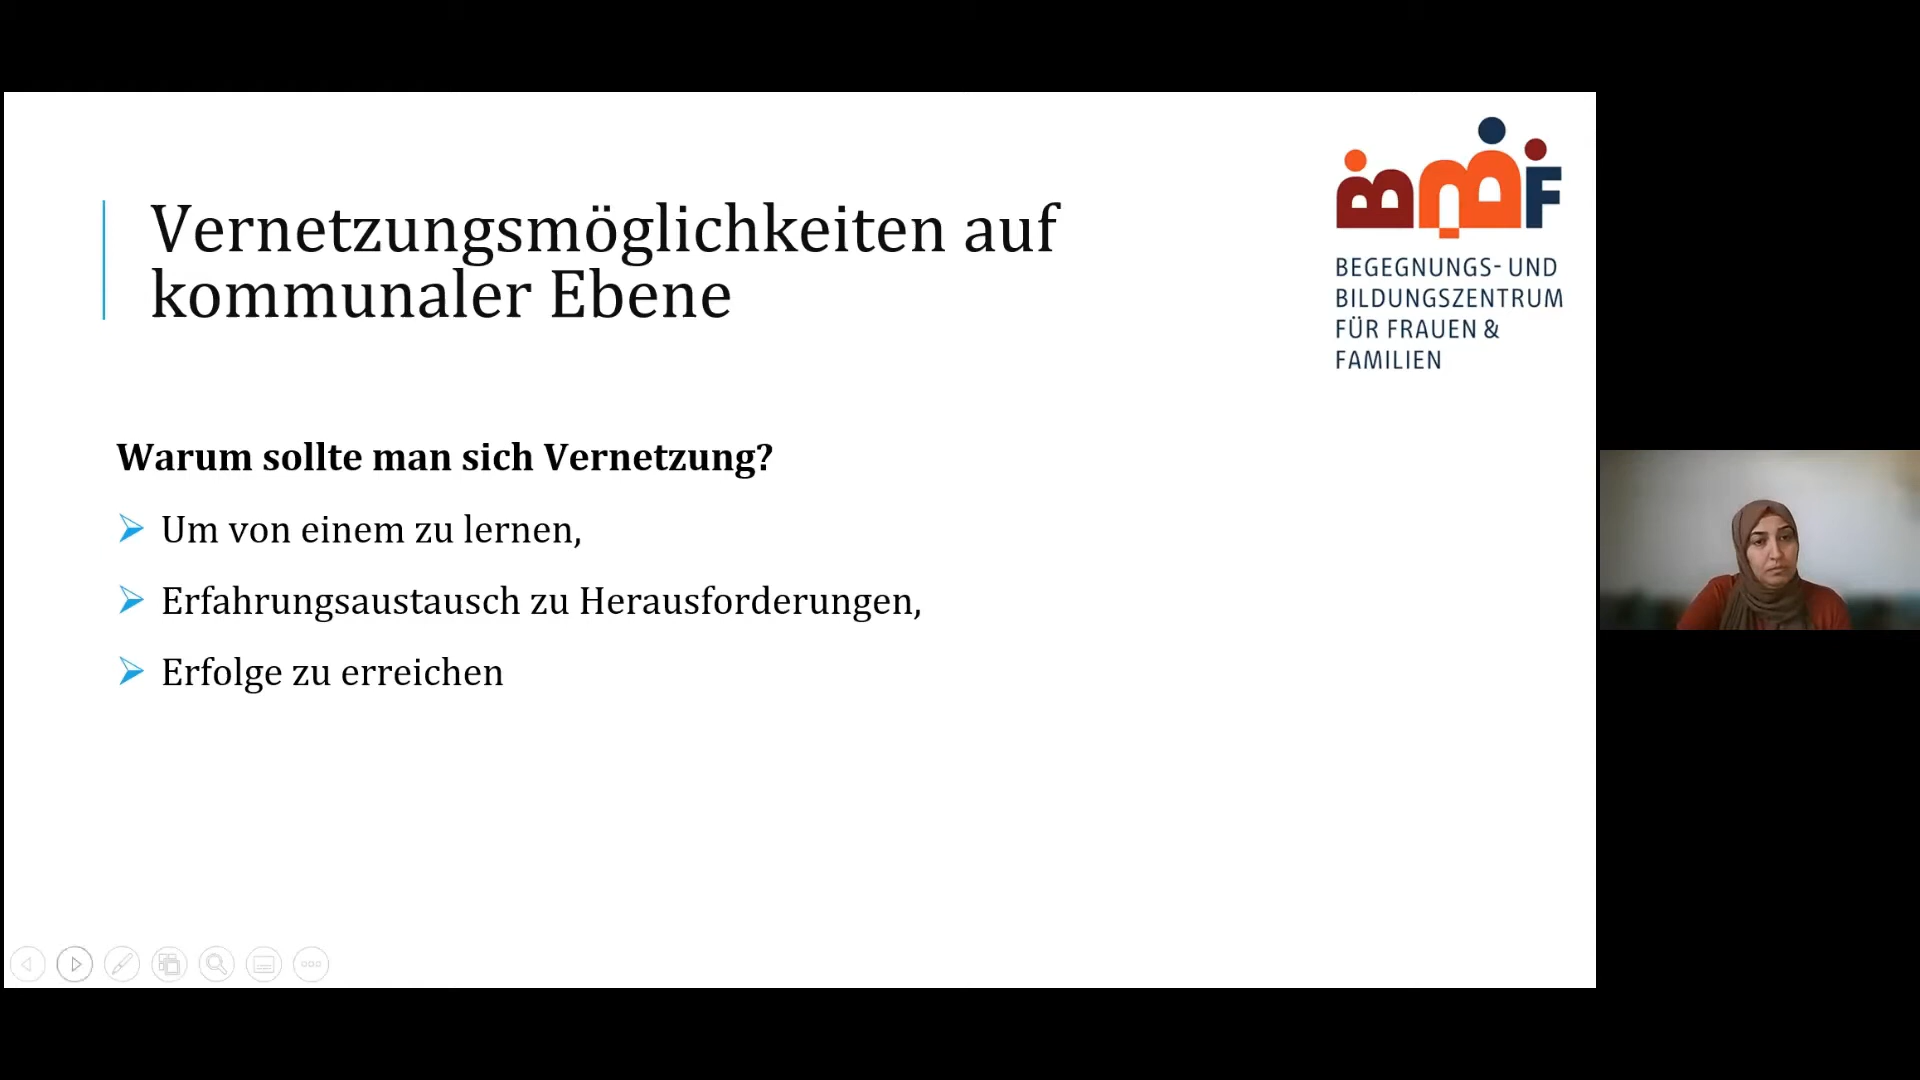 Vernetzungsmöglichkeiten auf
kommunaler Ebene
BBF
BEGEGNUNGS- UND
BILDUNGSZENTRUM
FÜR FRAUEN &
FAMILIEN
Warum sollte man sich Vernetzung?
Um von einem zu lernen,
Erfahrungsaustausch zu Herausforderungen,
Erfolge zu erreichen